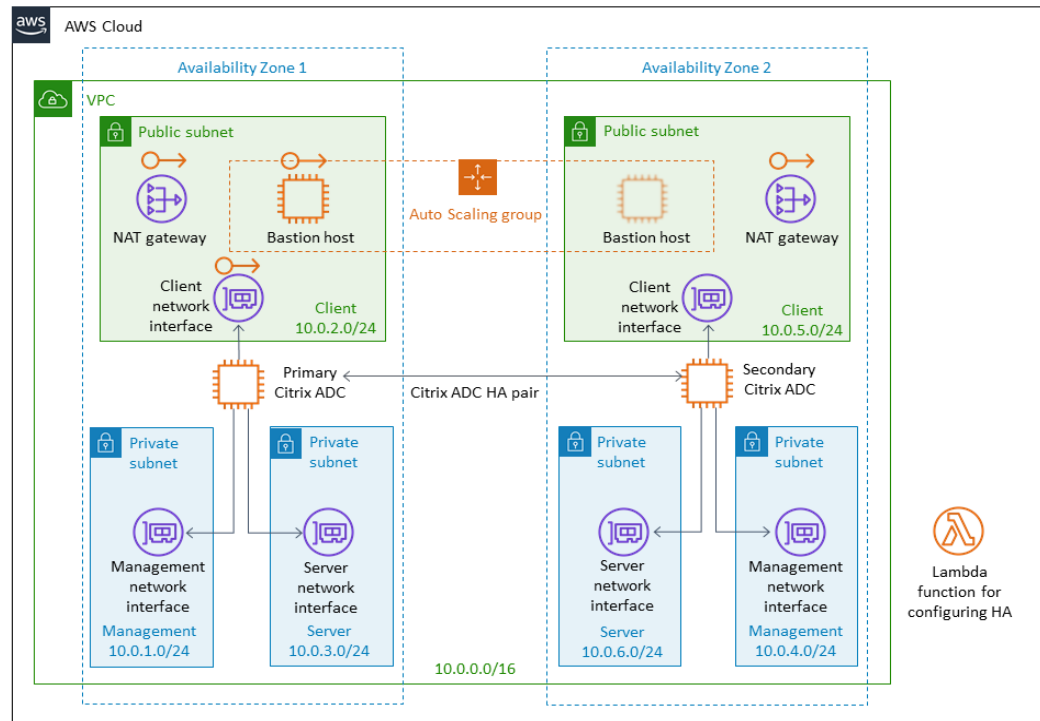 aws
AWS Cloud
Availability Zone 1
Availability Zone 2
VPC
Public subnet
Public subnet
Auto Scaling group
NAT gateway
Bastion host
Bastion host
NAT gateway
Client
network
interface
Client
10.0.2.0/24
Client
network
interface
Client
10.0.5.0/24
Primary
Citrix ADC
Citrix ADC HA pair
Secondary
Citrix ADC
Private
subnet
Private
subnet
Private
subnet
Private
subnet
Management
network
interface
Management
10.0.1.0/24
Server
network
interface
Server
10.0.3.0/24
Server
network
interface
Server
10.0.6.0/24
Management
network
interface
Management
10.0.4.0/24
Lambda
function for
configuring HA
10.0.0.0/16